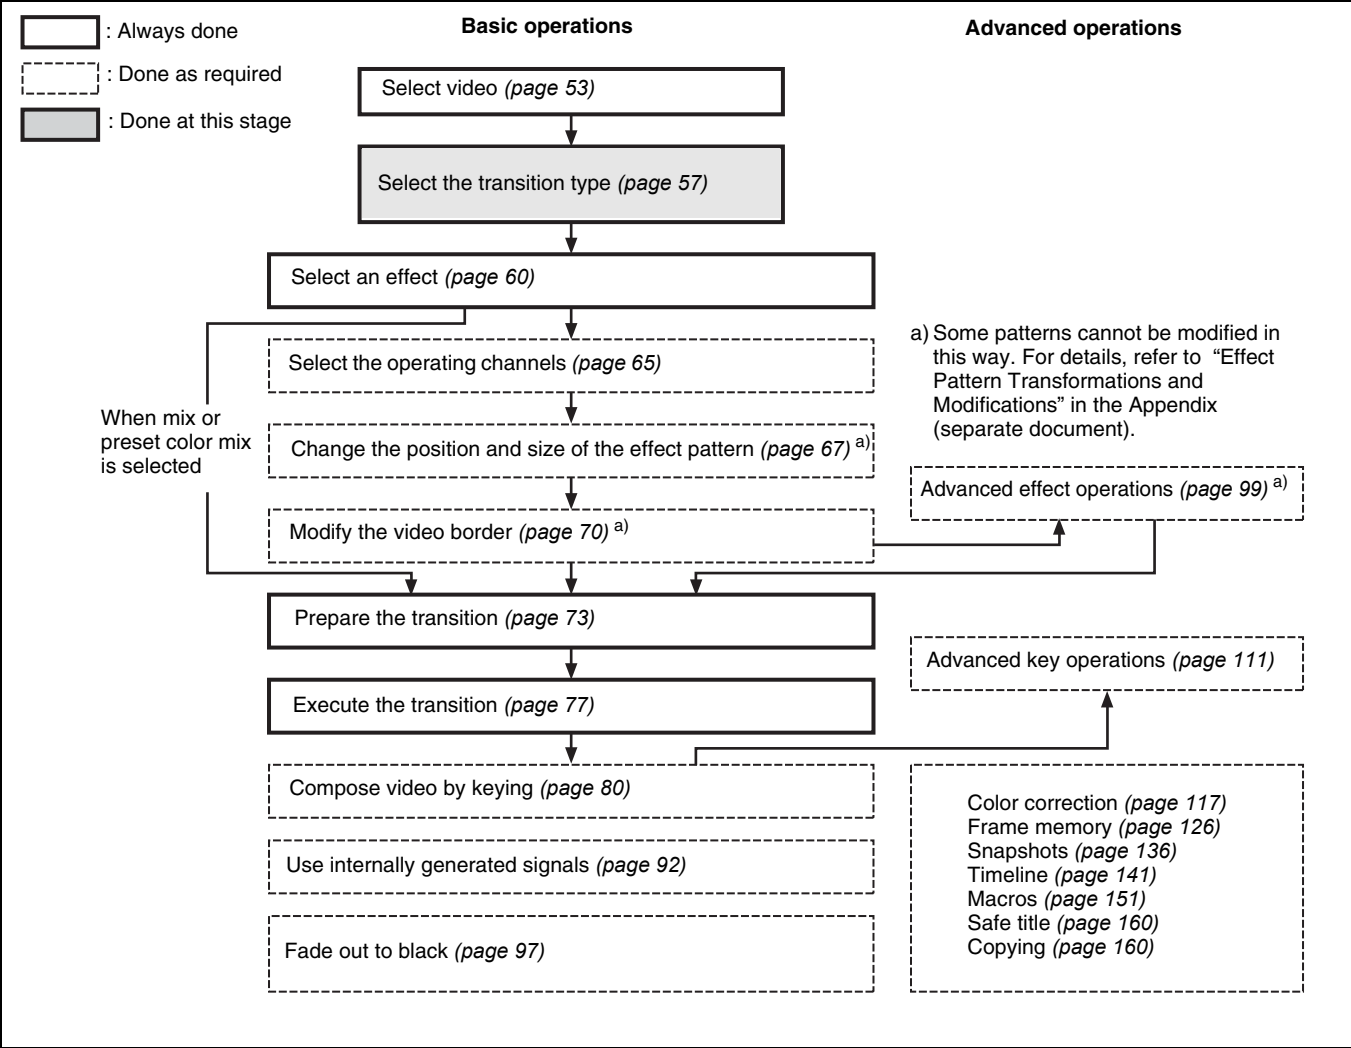 : Always done
: Done as required
: Done at this stage
Basic operations
Advanced operations
Select video (page 53)
Select the transition type (page 57)
Select an effect (page 60)
Select the operating channels (page 65)
When mix or
preset color mix
is selected
Change the position and size of the effect pattern (page 67) a)
Modify the video border (page 70) a)
a) Some patterns cannot be modified in
this way. For details, refer to “Effect
Pattern Transformations and
Modifications” in the Appendix
(separate document).
Advanced effect operations (page 99) a)
Prepare the transition (page 73)
Execute the transition (page 77)
Advanced key operations (page 111)
Compose video by keying (page 80)
Use internally generated signals (page 92)
Fade out to black (page 97)
Color correction (page 117)
Frame memory (page 126)
Snapshots (page 136)
Timeline (page 141)
Macros (page 151)
Safe title (page 160)
Copying (page 160)